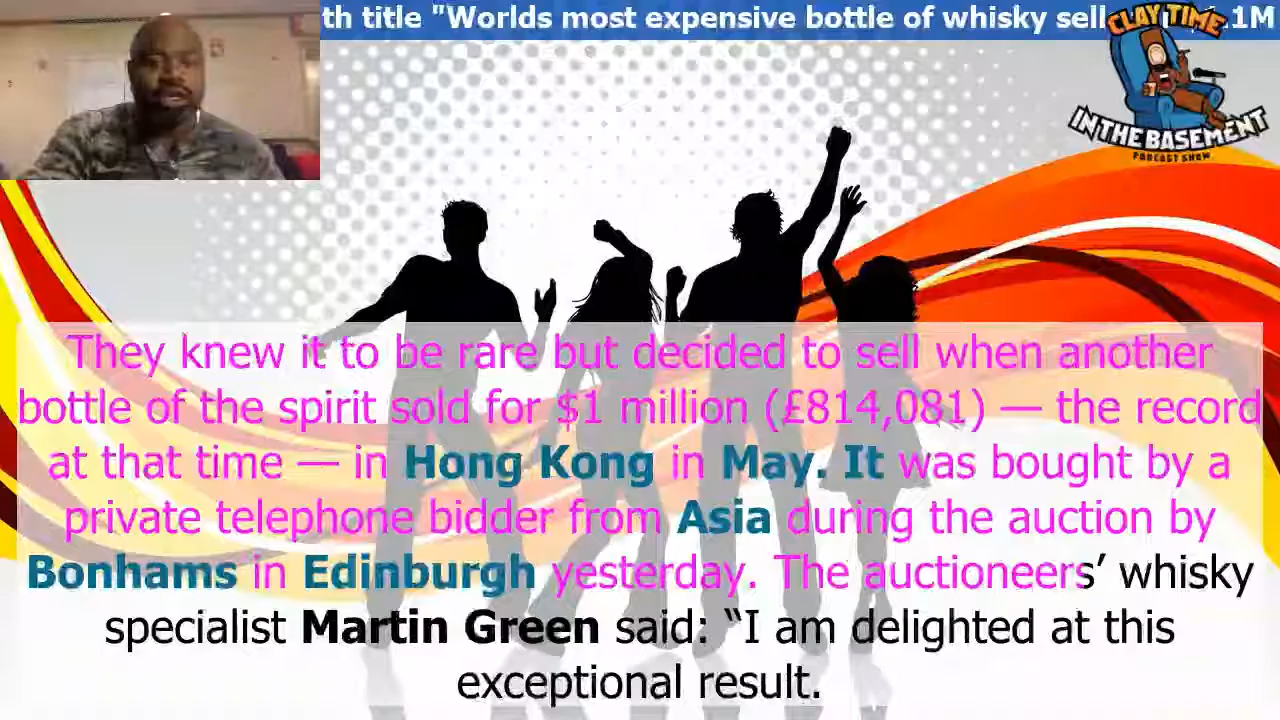 th title "Worlds most expensive bottle of whisky sell 1M
CLAY TIME
IN THE BASEMENT
PODCAST SHOW
They knew it to be rare but decided to sell when another
bottle of the spirit sold for $1 million (£814,081) — the record
at that time — in Hong Kong in May. It was bought by a
private telephone bidder from Asia during the auction by
Bonhams in Edinburgh yesterday. The auctioneers’ whisky
specialist Martin Green said: “I am delighted at this
exceptional result.